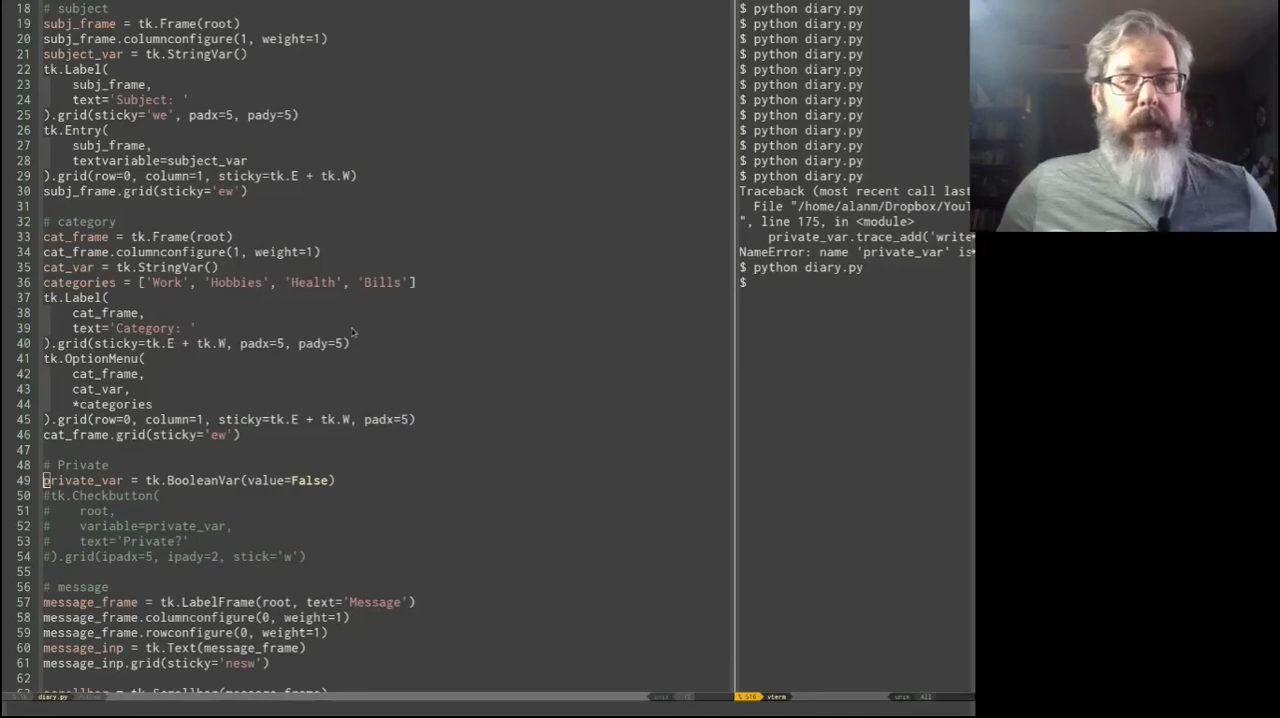 18 # subject
19 subj_frame = tk.Frame(root)
20 subj_frame.columnconfigure(1, weight=1)
21 subject_var = tk.StringVar()
22 tk.Label(
23     subj_frame,
24     text='Subject: '
25 ).grid(sticky='we', padx=5, pady=5)
26 tk.Entry(
27     subj_frame,
28     textvariable=subject_var
29 ).grid(row=0, column=1, sticky=tk.E + tk.W)
30 subj_frame.grid(sticky='ew')
31
32 # category
33 cat_frame = tk.Frame(root)
34 cat_frame.columnconfigure(1, weight=1)
35 cat_var = tk.StringVar()
36 categories = ['Work', 'Hobbies', 'Health', 'Bills']
37 tk.Label(
38     cat_frame,
39     text='Category: '
40 ).grid(sticky=tk.E + tk.W, padx=5, pady=5)
41 tk.OptionMenu(
42     cat_frame,
43     cat_var,
44     *categories
45 ).grid(row=0, column=1, sticky=tk.E + tk.W, padx=5)
46 cat_frame.grid(sticky='ew')
47
48 # Private
49 private_var = tk.BooleanVar(value=False)
50 #tk.Checkbutton(
51 #    root,
52 #    variable=private_var,
53 #    text='Private?'
54 #).grid(ipadx=5, ipady=2, stick='w')
55
56 # message
57 message_frame = tk.LabelFrame(root, text='Message')
58 message_frame.columnconfigure(0, weight=1)
59 message_frame.rowconfigure(0, weight=1)
60 message_inp = tk.Text(message_frame)
61 message_inp.grid(sticky='nesw')
62
diary.py
$ python diary.py
$ python diary.py
$ python diary.py
$ python diary.py
$ python diary.py
$ python diary.py
$ python diary.py
$ python diary.py
$ python diary.py
$ python diary.py
$ python diary.py
$ python diary.py
Traceback (most recent call last
  File "/home/alanm/Dropbox/You
", line 175, in <module>
    private_var.trace_add('write
NameError: name 'private_var' is
$ python diary.py
$
vterm
unix
All